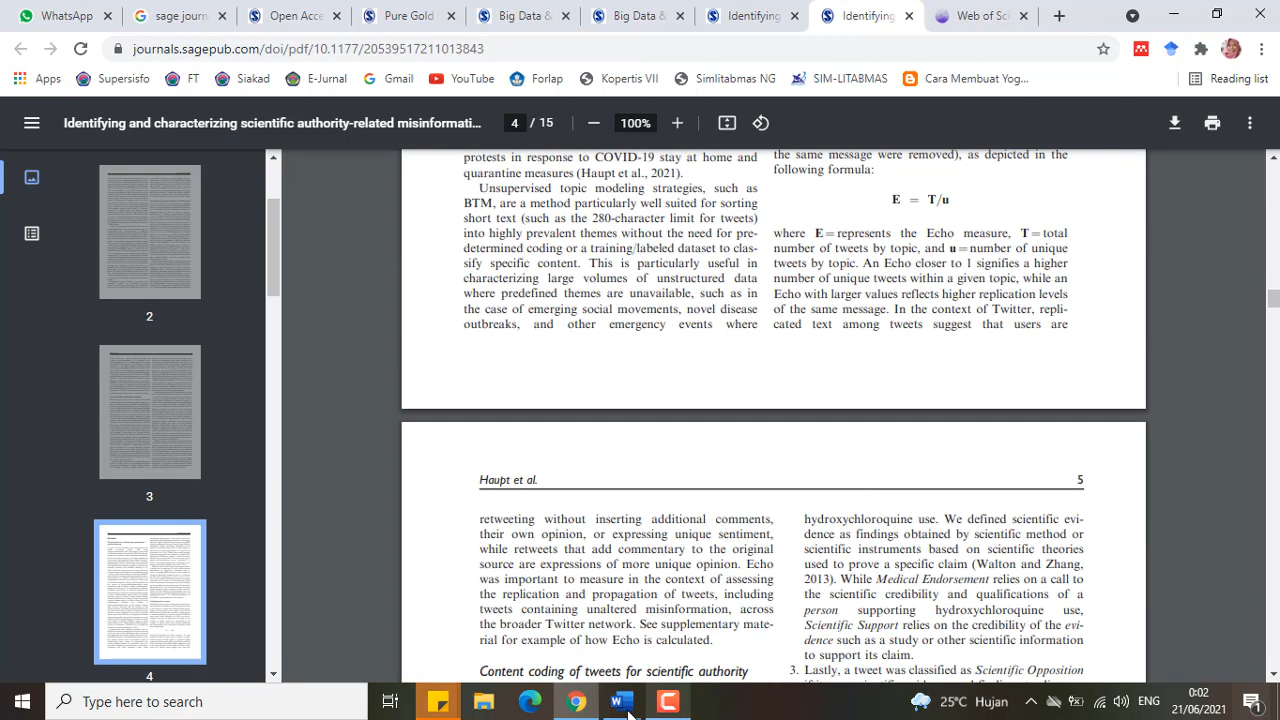 WhatsApp
sage journ
Open Acce
Pure Gold
Big Data &
Big Data &
Identifying
Identifying
Web of Sci
journals.sagepub.com/doi/pdf/10.1177/20539517211013843
Apps
Supersisfo
FT
Siakad
E-Jurnal
Gmail
YouTube
Forlap
Kopertis VII
Simlitabmas NG
SIM-LITABMAS
Cara Membuat Yog...
Reading list
Identifying and characterizing scientific authority-related misinformati...
4 / 15
100%
2
3
4
protests in response to COVID-19 stay at home and
quarantine measures (Haupt et al., 2021).
Unsupervised topic modeling strategies, such as
BTM, are a method particularly well suited for sorting
short text (such as the 280-character limit for tweets)
into highly prevalent themes without the need for pre-
determined coding or a training/labeled dataset to clas-
sify specific content. This is particularly useful in
characterizing large volumes of unstructured data
where predefined themes are unavailable, such as in
the case of emerging social movements, novel disease
outbreaks, and other emergency events where
the same message were removed), as depicted in the
following formula:
E = T/u
where E=represents the Echo measure, T=total
number of tweets by topic, and u=number of unique
tweets by topic. An Echo closer to 1 signifies a higher
number of unique tweets within a given topic, while an
Echo with larger values reflects higher replication levels
of the same message. In the context of Twitter, repli-
cated text among tweets suggest that users are
Haupt et al.
5
retweeting without inserting additional comments,
their own opinion, or expressing unique sentiment,
while retweets that add commentary to the original
source are expressions of more unique opinion. Echo
was important to measure in the context of assessing
the replication and propagation of tweets, including
tweets containing unaltered misinformation, across
the broader Twitter network. See supplementary mate-
rial for example of how Echo is calculated.
Content coding of tweets for scientific authority
hydroxychloroquine use. We defined scientific evi-
dence as findings obtained by scientific method or
scientific instruments based on scientific theories
used to prove a specific claim (Walton and Zhang,
2013). While Medical Endorsement relies on a call to
the scientific credibility and qualifications of a
person supporting hydroxychloroquine use,
Scientific Support relies on the credibility of the evi-
dence such as a study or other scientific information
to support its claim.
3. Lastly, a tweet was classified as Scientific Opposition
Type here to search
25°C Hujan
ENG
0:02
21/06/2021
1